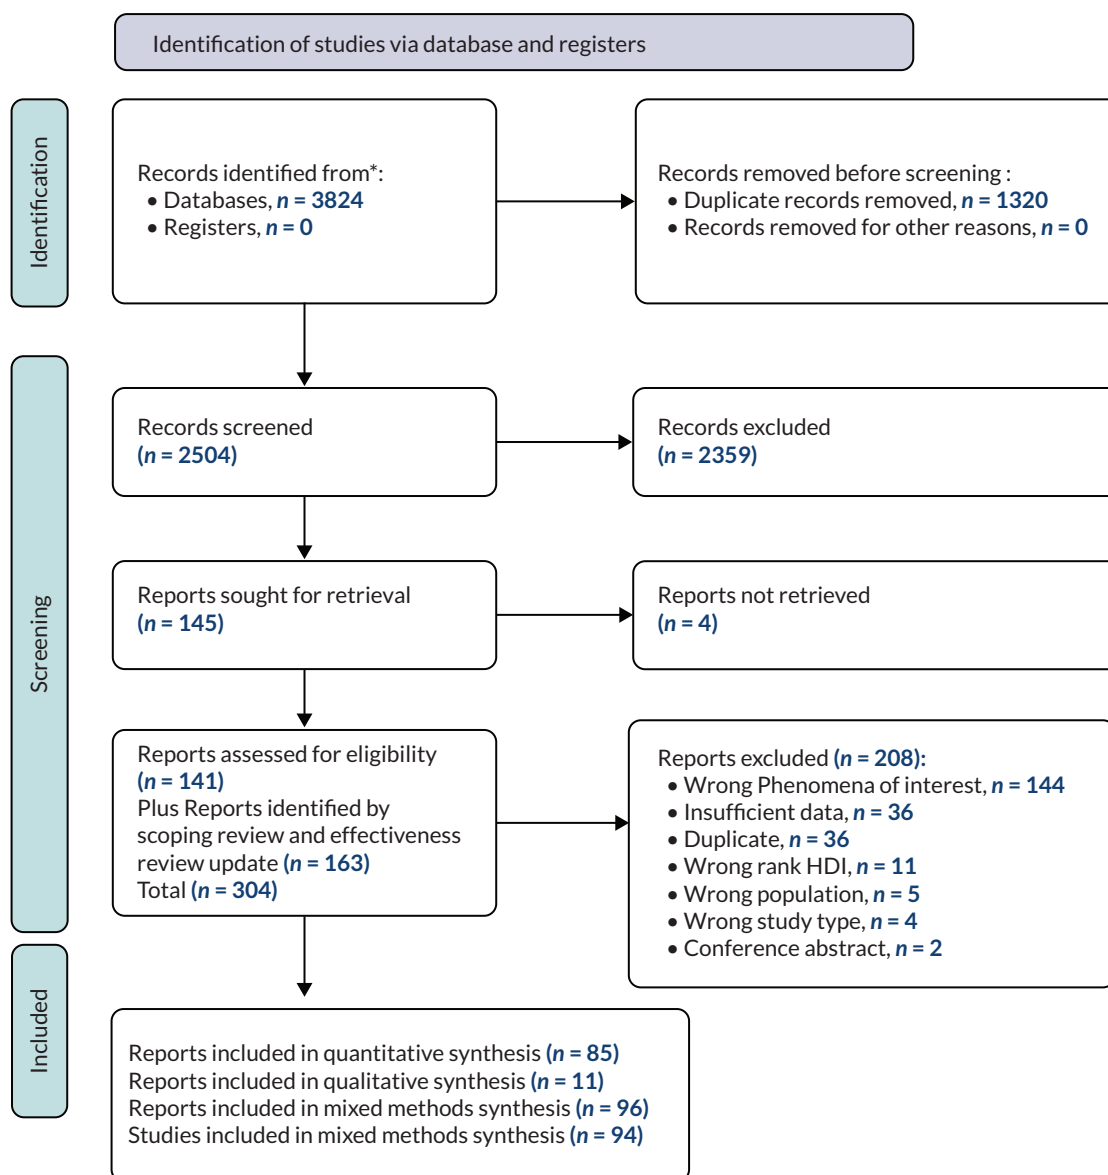 Identification of studies via database and registers
Identification
Records identified from*:
• Databases, n = 3824
• Registers, n = 0
Records removed before screening :
• Duplicate records removed, n = 1320
• Records removed for other reasons, n = 0
Screening
Records screened
(n = 2504)
Records excluded
(n = 2359)
Reports sought for retrieval
(n = 145)
Reports not retrieved
(n = 4)
Reports assessed for eligibility
(n = 141)
Plus Reports identified by
scoping review and effectiveness
review update (n = 163)
Total (n = 304)
Reports excluded (n = 208):
• Wrong Phenomena of interest, n = 144
• Insufficient data, n = 36
• Duplicate, n = 36
• Wrong rank HDI, n = 11
• Wrong population, n = 5
• Wrong study type, n = 4
• Conference abstract, n = 2
Included
Reports included in quantitative synthesis (n = 85)
Reports included in qualitative synthesis (n = 11)
Reports included in mixed methods synthesis (n = 96)
Studies included in mixed methods synthesis (n = 94)